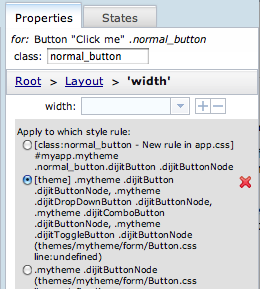 Properties
States
for: Button "Click me" .normal_button
class: normal_button
Root > Layout > 'width'
width:
Apply to which style rule:
[class:normal_button - New rule in app.css]
#myapp.mytheme
.normal_button.dijitButton .dijitButtonNode
[theme] .mytheme .dijitButton
.dijitButtonNode, .mytheme
.dijitDropDownButton .dijitButtonNode,
.mytheme .dijitComboButton
.dijitButtonNode, .mytheme
.dijitToggleButton .dijitButtonNode
(themes/mytheme/form/Button.css
line:undefined)
.mytheme .dijitButtonNode
(themes/mytheme/form/Button.css